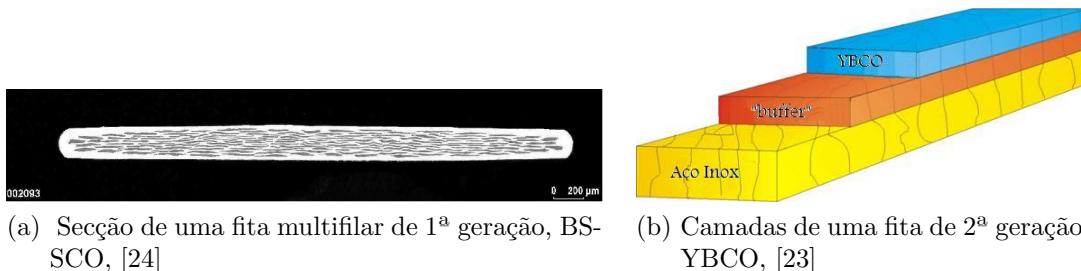 YBCO
"buffer"
Aço Inox
002093
0 200 µm
(a) Secção de uma fita multifilar de 1ª geração, BS-
SCO, [24]
(b) Camadas de uma fita de 2ª geração
YBCO, [23]